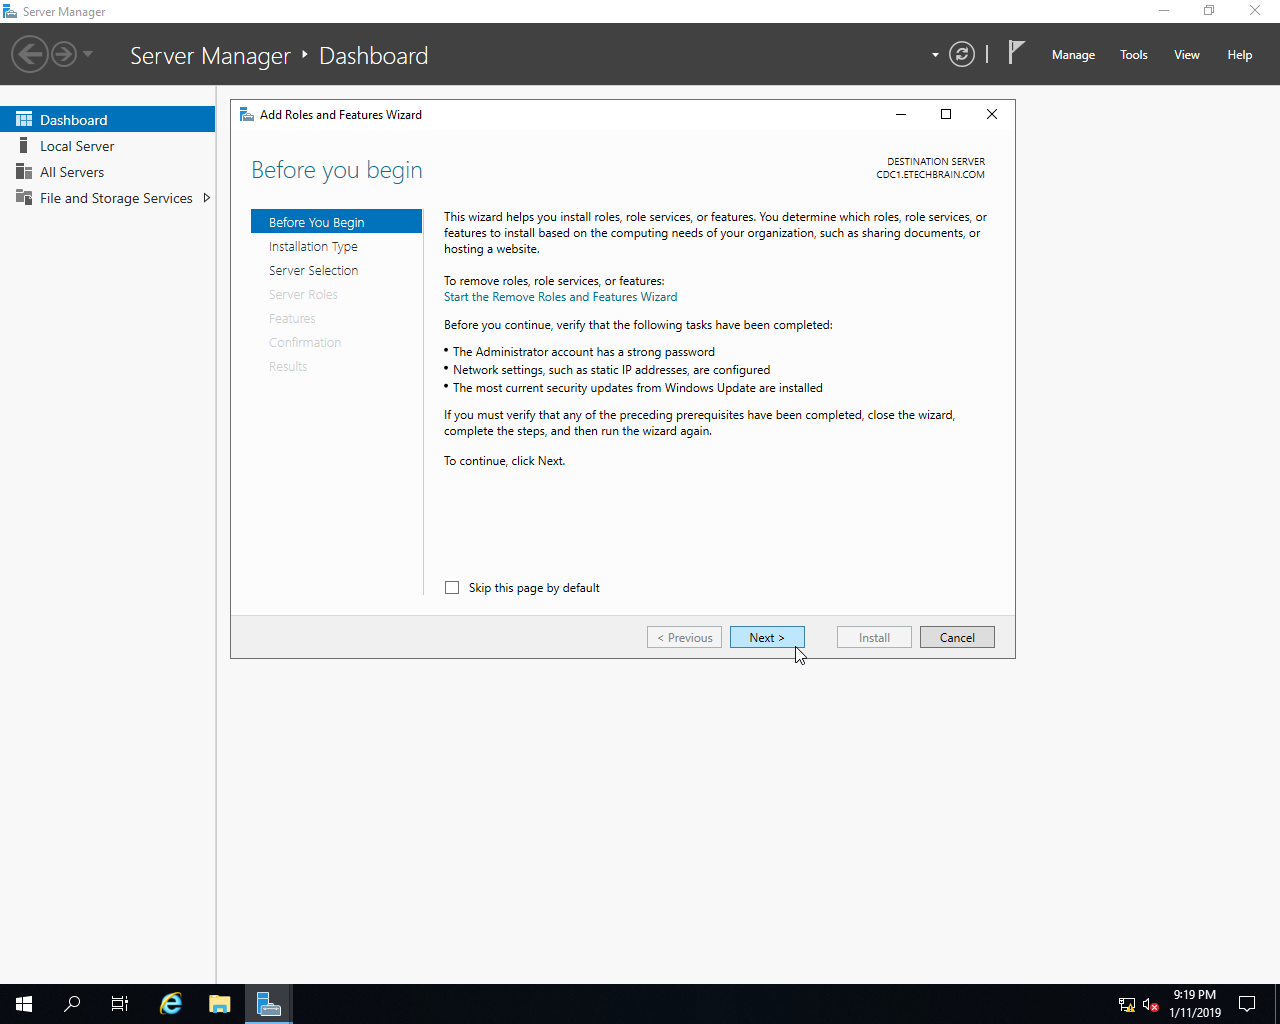 Server Manager
Server Manager
Dashboard
Manage
Tools
View
Help
Dashboard
Local Server
All Servers
File and Storage Services
Add Roles and Features Wizard
Before you begin
DESTINATION SERVER
CDC1.ETECHBRAIN.COM
Before You Begin
Installation Type
Server Selection
Server Roles
Features
Confirmation
Results
This wizard helps you install roles, role services, or features. You determine which roles, role services, or
features to install based on the computing needs of your organization, such as sharing documents, or
hosting a website.
To remove roles, role services, or features:
Start the Remove Roles and Features Wizard
Before you continue, verify that the following tasks have been completed:
• The Administrator account has a strong password
• Network settings, such as static IP addresses, are configured
• The most current security updates from Windows Update are installed
If you must verify that any of the preceding prerequisites have been completed, close the wizard,
complete the steps, and then run the wizard again.
To continue, click Next.
Skip this page by default
< Previous
Next >
Install
Cancel
9:19 PM
1/11/2019